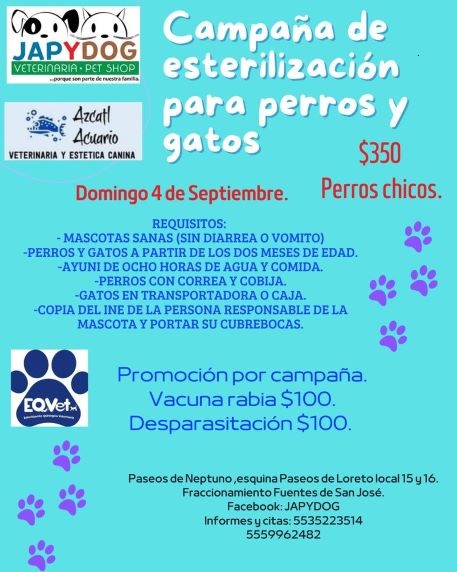 JAPYDOG
VETERINARIA • PET SHOP
...porque son parte de nuestra familia.
Azcatl
Acuario
VETERINARIA Y ESTETICA CANINA
Campaña de
esterilización
para perros y
gatos
$350
Perros chicos.
Domingo 4 de Septiembre.
REQUISITOS:
- MASCOTAS SANAS (SIN DIARREA O VOMITO)
-PERROS Y GATOS A PARTIR DE LOS DOS MESES DE EDAD.
-AYUNI DE OCHO HORAS DE AGUA Y COMIDA.
-PERROS CON CORREA Y COBIJA.
-GATOS EN TRANSPORTADORA O CAJA.
-COPIA DEL INE DE LA PERSONA RESPONSABLE DE LA
MASCOTA Y PORTAR SU CUBREBOCAS.
EQVet
Promoción por campaña.
Vacuna rabia $100.
Desparasitación $100.
Paseos de Neptuno ,esquina Paseos de Loreto local 15 y 16.
Fraccionamiento Fuentes de San José.
Facebook: JAPYDOG
Informes y citas: 5535223514
5559962482